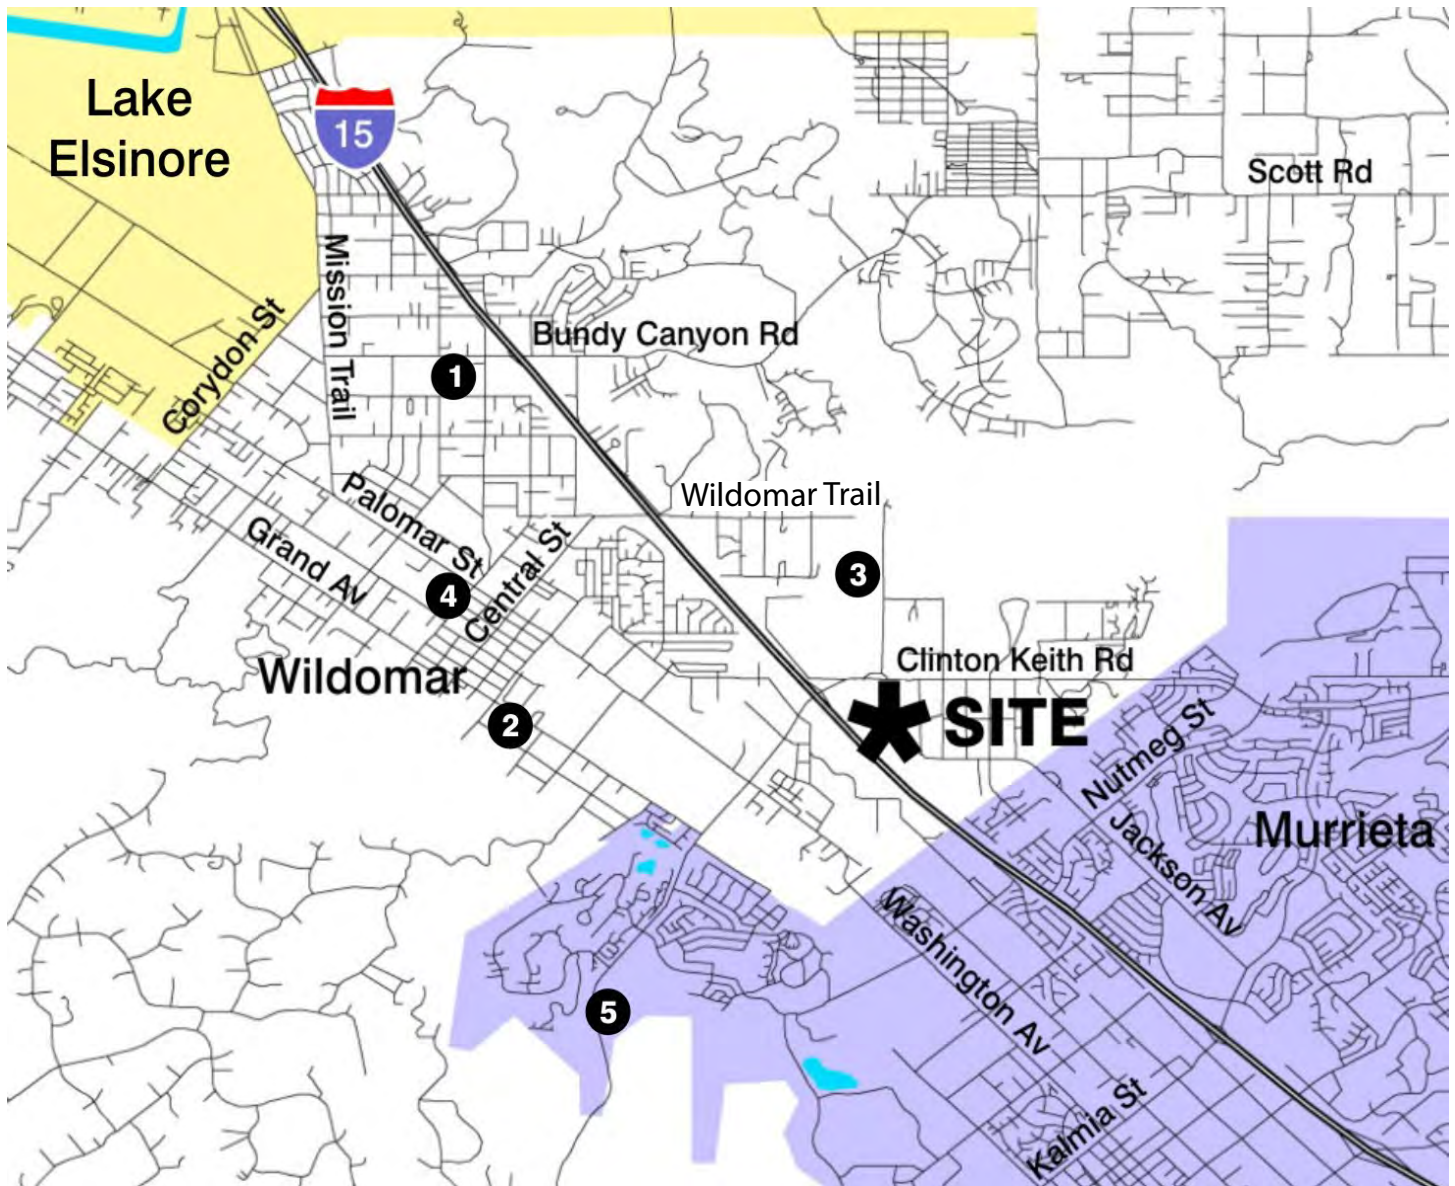 Lake
Elsinore
15
Scott Rd
Mission Trail
Corydon St
Bundy Canyon Rd
1
Palomar St
Wildomar Trail
Grand Av
Central St
3
4
Clinton Keith Rd
Wildomar
SITE
2
Nutmeg St
Jackson Av
Murrieta
Washington Av
5
Kalmia St